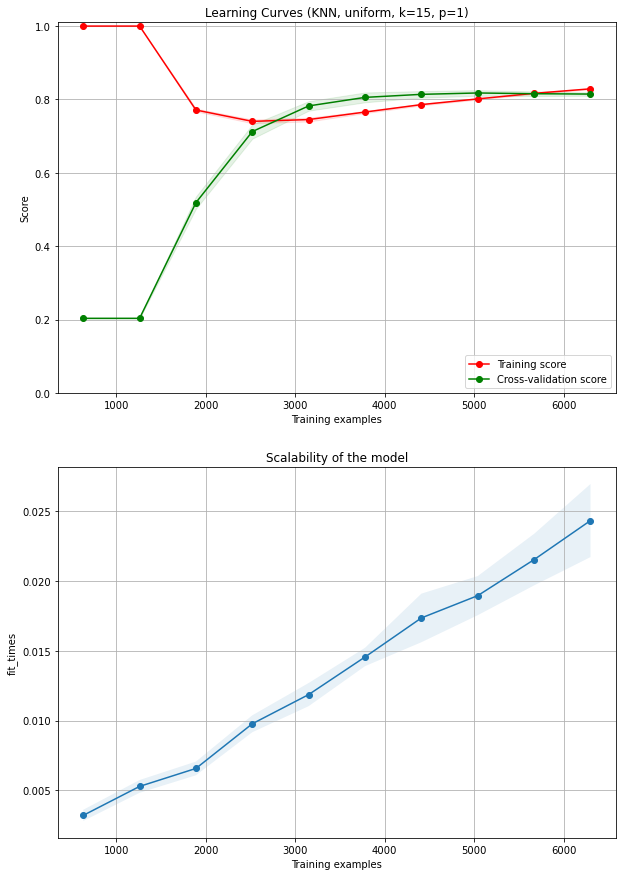 Learning Curves (KNN, uniform, k=15, p=1)
1.0
0.8
0.6
0.4
0.2
0.0
Score
Training score
Cross-validation score
1000 2000 3000 4000 5000 6000
Training examples
Scalability of the model
0.025
0.020
0.015
0.010
0.005
fit_times
1000 2000 3000 4000 5000 6000
Training examples